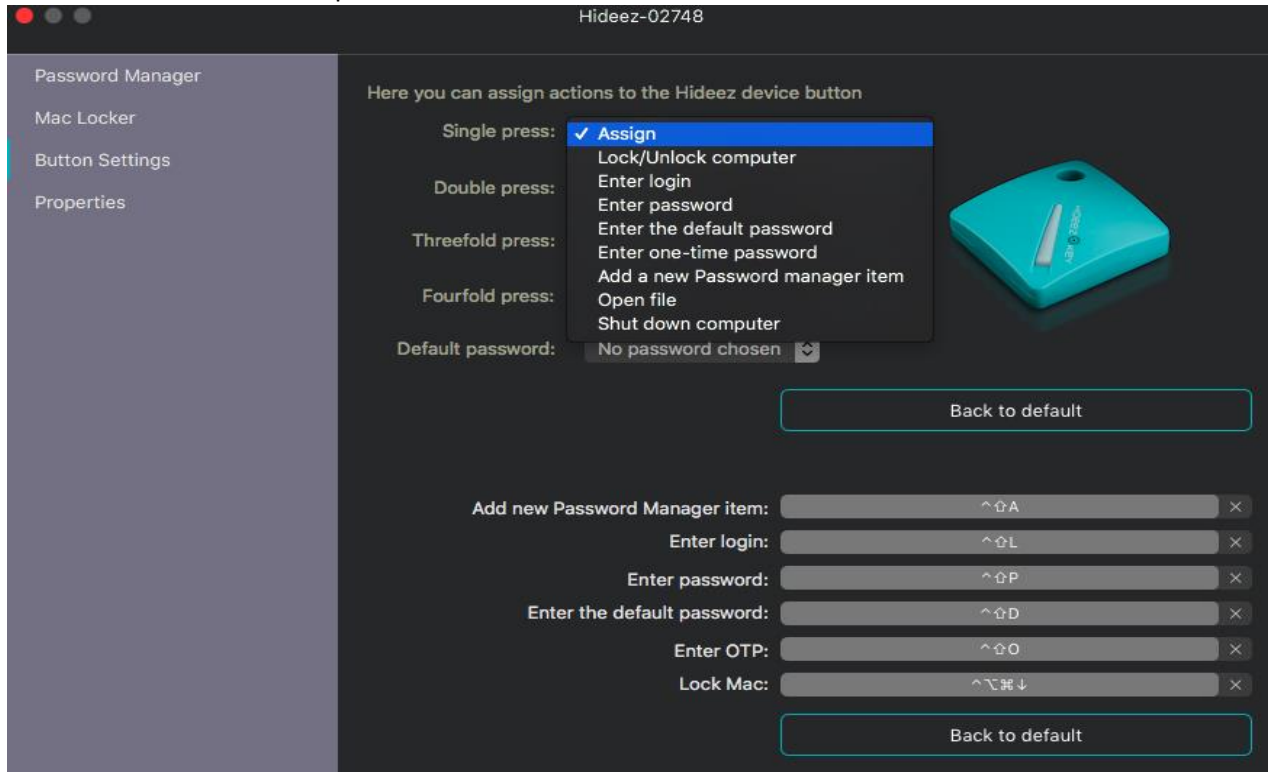 Hideez-02748
Password Manager
Mac Locker
Button Settings
Properties
Here you can assign actions to the Hideez device button
Single press:
✓ Assign
Lock/Unlock computer
Enter login
Enter password
Enter the default password
Enter one-time password
Add a new Password manager item
Open file
Shut down computer
Double press:
Threefold press:
Fourfold press:
Default password: No password chosen
HIDEEZ KEY
Back to default
Add new Password Manager item: ^⇧A ×
Enter login: ^⇧L ×
Enter password: ^⇧P ×
Enter the default password: ^⇧D ×
Enter OTP: ^⇧O ×
Lock Mac: ^⌥⌘↓ ×
Back to default